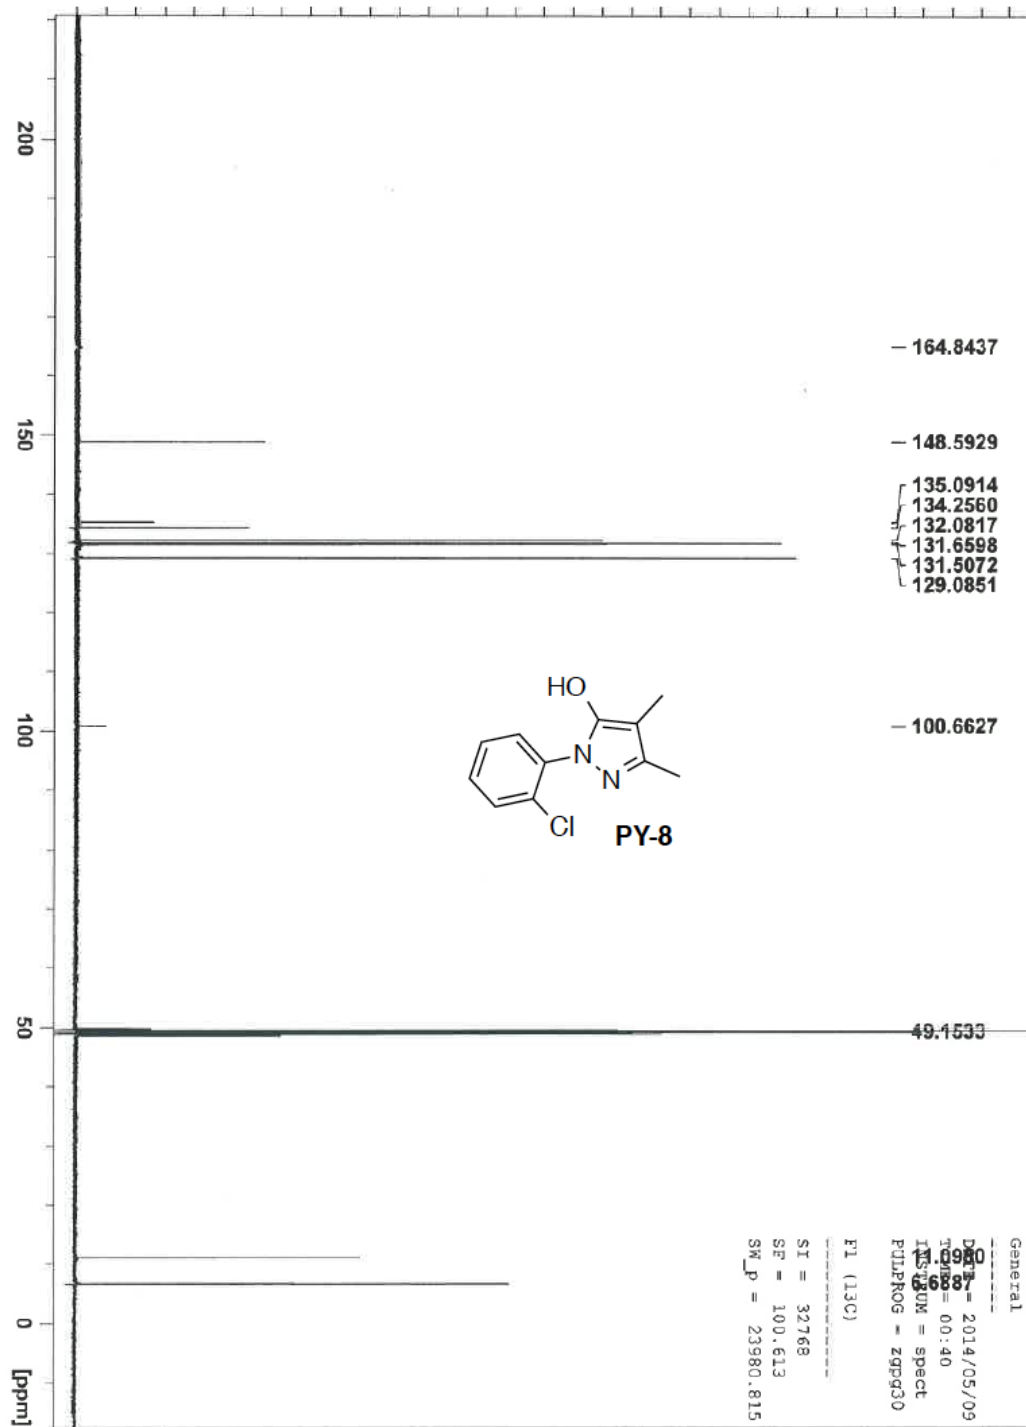 200
150
100
50
0
[ppm]
164.8437
148.5929
135.0914
134.2560
132.0817
131.6598
131.5072
129.0851
100.6627
49.1533
11.0980
6.6887
HO
N
N
Cl
PY-8
General
DATE = 2014/05/09
TIME = 00:40
INSTRUM = spect
PULPROG = zgpg30
F1 (13C)
SI = 32768
SF = 100.613
SW_p = 23980.815